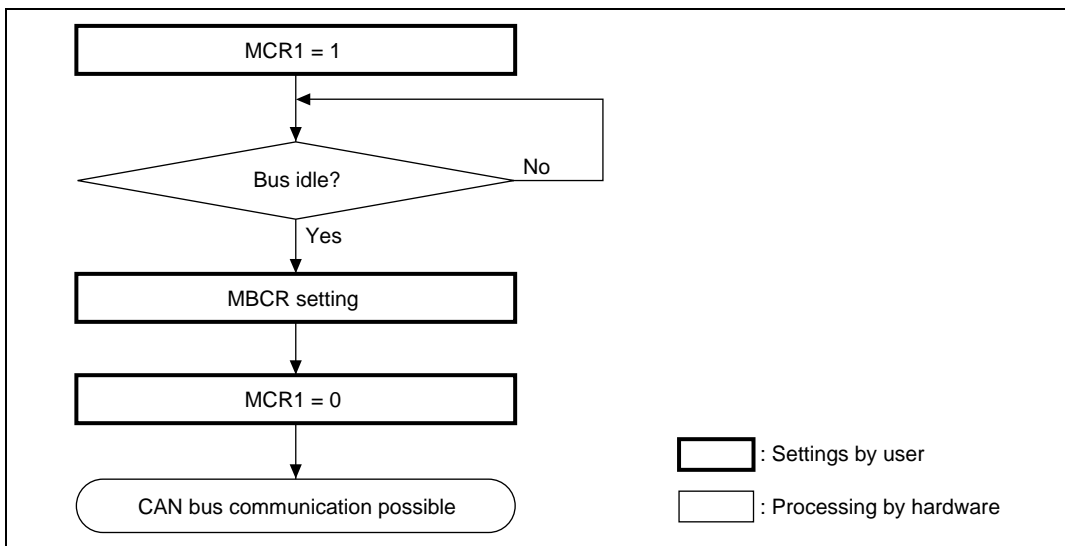 MCR1 = 1
Bus idle?
No
Yes
MBCR setting
MCR1 = 0
CAN bus communication possible
: Settings by user
: Processing by hardware